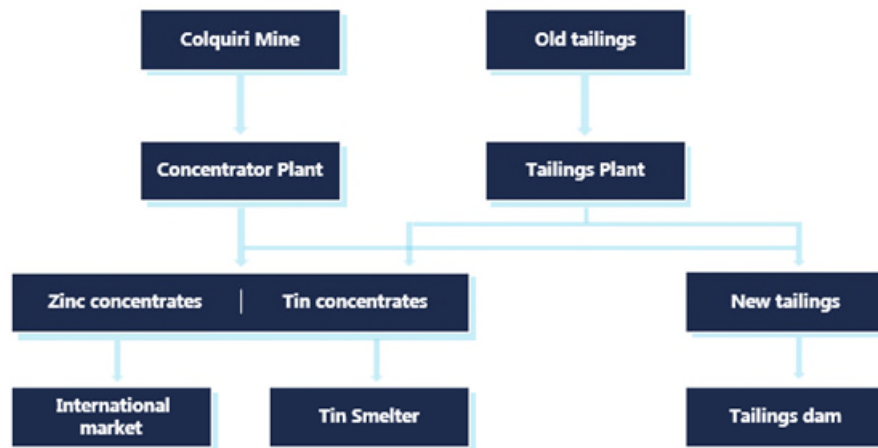 Colquiri Mine
Old tailings
Concentrator Plant
Tailings Plant
Zinc concentrates
Tin concentrates
New tailings
International
market
Tin Smelter
Tailings dam